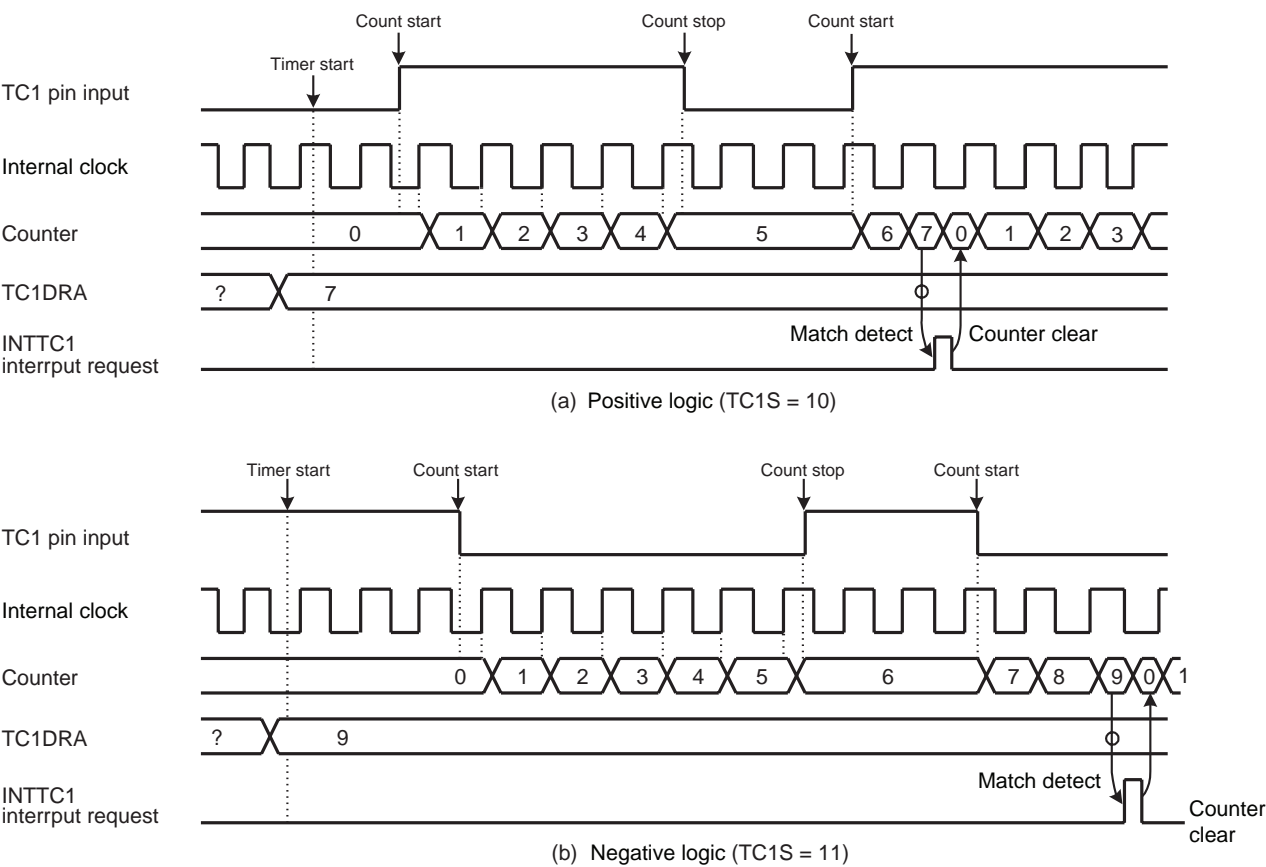 Count start
Count stop
Count start
Timer start
TC1 pin input
Internal clock
Counter
0 1 2 3 4 5 6 7 0 1 2 3
TC1DRA
? 7
Match detect
Counter clear
INTTC1
interrput request
(a) Positive logic (TC1S = 10)
Timer start
Count start
Count stop
Count start
TC1 pin input
Internal clock
Counter
0 1 2 3 4 5 6 7 8 9 0 1
TC1DRA
? 9
Match detect
INTTC1
interrput request
Counter
clear
(b) Negative logic (TC1S = 11)